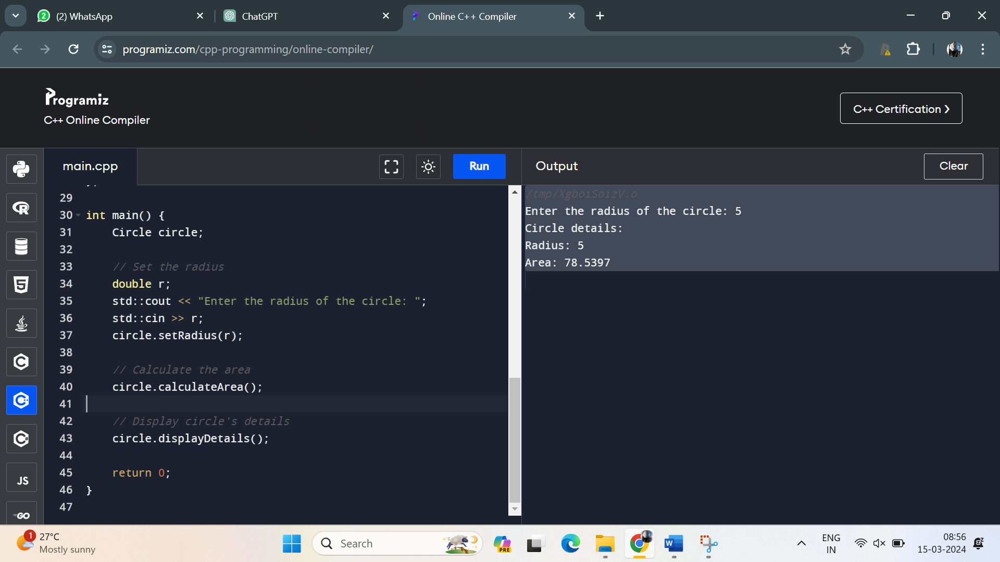 (2) WhatsApp
ChatGPT
Online C++ Compiler
programiz.com/cpp-programming/online-compiler/
Programiz
C++ Online Compiler
C++ Certification ❯
main.cpp
Run
Output
Clear
29
30 int main() {
31     Circle circle;
32
33     // Set the radius
34     double r;
35     std::cout << "Enter the radius of the circle: ";
36     std::cin >> r;
37     circle.setRadius(r);
38
39     // Calculate the area
40     circle.calculateArea();
41
42     // Display circle's details
43     circle.displayDetails();
44
45     return 0;
46 }
47
/tmp/XgboiSoizV.o
Enter the radius of the circle: 5
Circle details:
Radius: 5
Area: 78.5397
JS
GO
1
27°C
Mostly sunny
Search
PRE
W
ENG
IN
08:56
15-03-2024